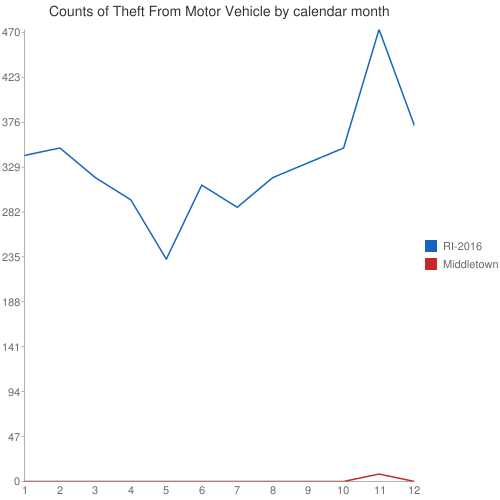 Counts of Theft From Motor Vehicle by calendar month
470
423
376
329
282
235
188
141
94
47
0
1 2 3 4 5 6 7 8 9 10 11 12
RI-2016
Middletown